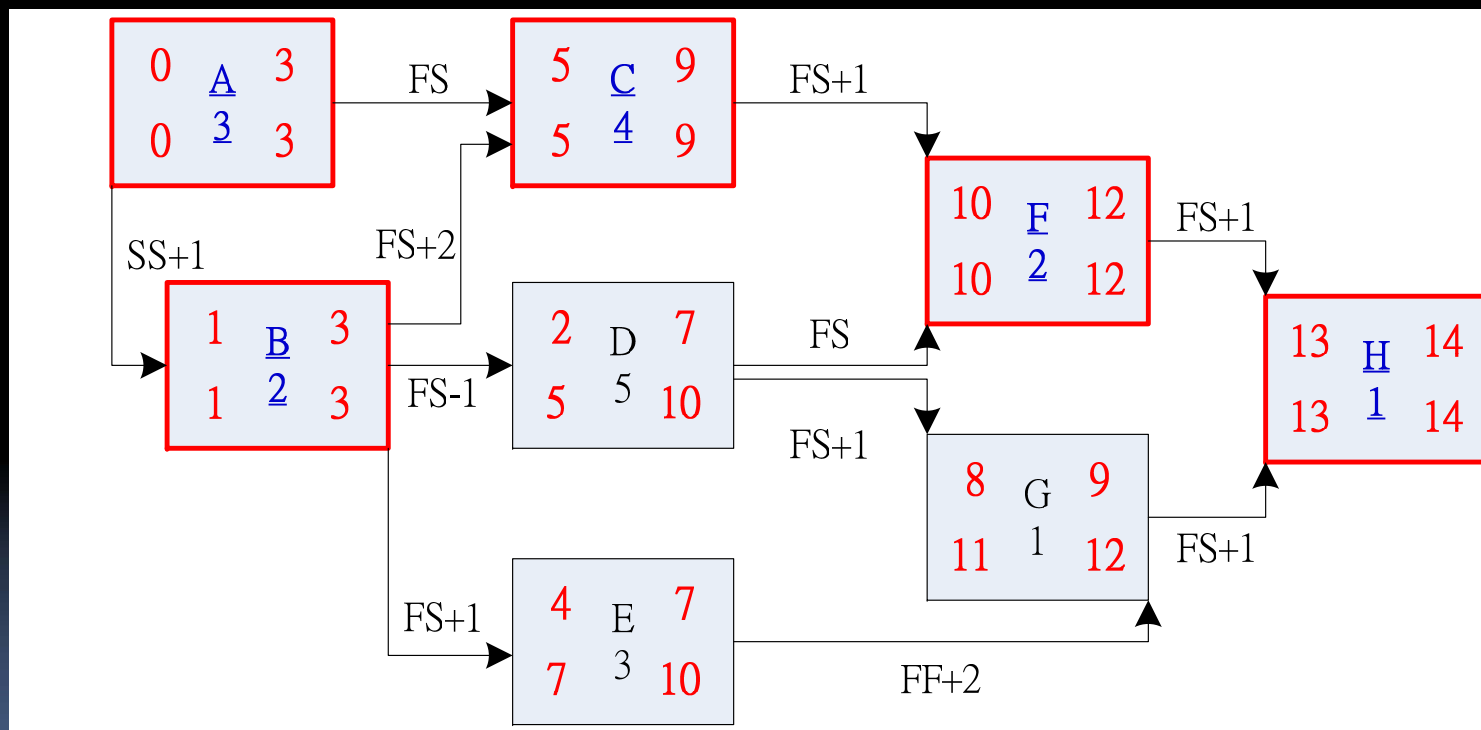 0 A 3
3
0 3
FS
5 C 9
4
5 9
FS+1
SS+1
FS+2
10 F 12
2
10 12
FS+1
1 B 3
2
1 3
FS-1
2 D 7
5
5 10
FS
FS+1
13 H 14
1
13 14
8 G 9
1
11 12
FS+1
FS+1
4 E 7
3
7 10
FF+2